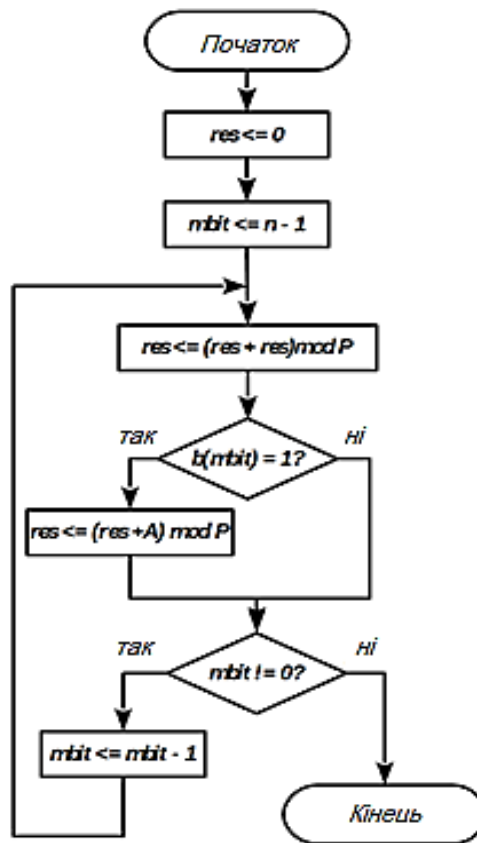 Початок
res <= 0
mbit <= n - 1
res <= (res + res)mod P
так
ні
b(mbit) = 1?
res <= (res +A) mod P
так
ні
mbit != 0?
mbit <= mbit - 1
Кінець